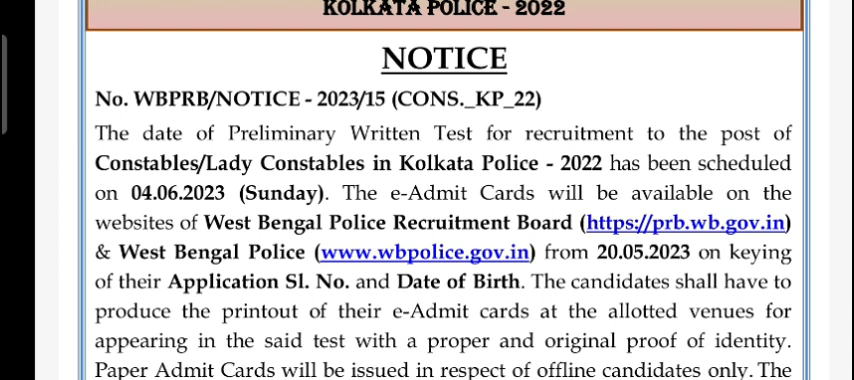 KOLKATA POLICE - 2022
NOTICE
No. WBPRB/NOTICE - 2023/15 (CONS._KP_22)
The date of Preliminary Written Test for recruitment to the post of
Constables/Lady Constables in Kolkata Police - 2022 has been scheduled
on 04.06.2023 (Sunday). The e-Admit Cards will be available on the
websites of West Bengal Police Recruitment Board (https://prb.wb.gov.in)
& West Bengal Police (www.wbpolice.gov.in) from 20.05.2023 on keying
of their Application Sl. No. and Date of Birth. The candidates shall have to
produce the printout of their e-Admit cards at the allotted venues for
appearing in the said test with a proper and original proof of identity.
Paper Admit Cards will be issued in respect of offline candidates only. The